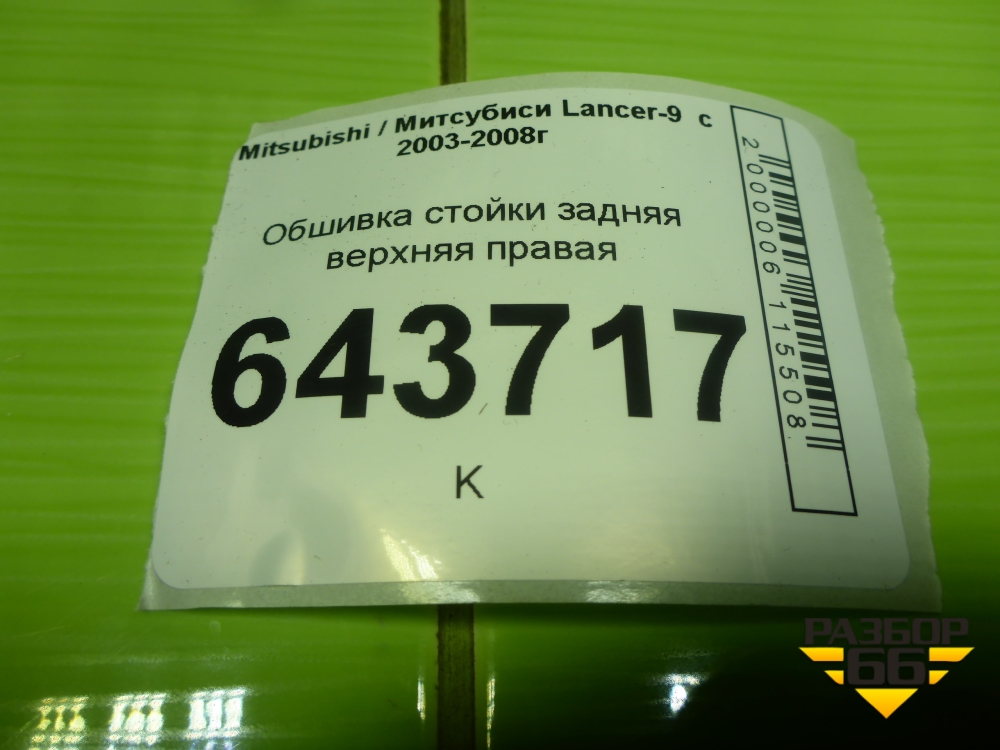 Mitsubishi / Митсубиси Lancer-9 с
2003-2008г
Обшивка стойки задняя
верхняя правая
643717
К
2000006115508
РАЗБОР
66